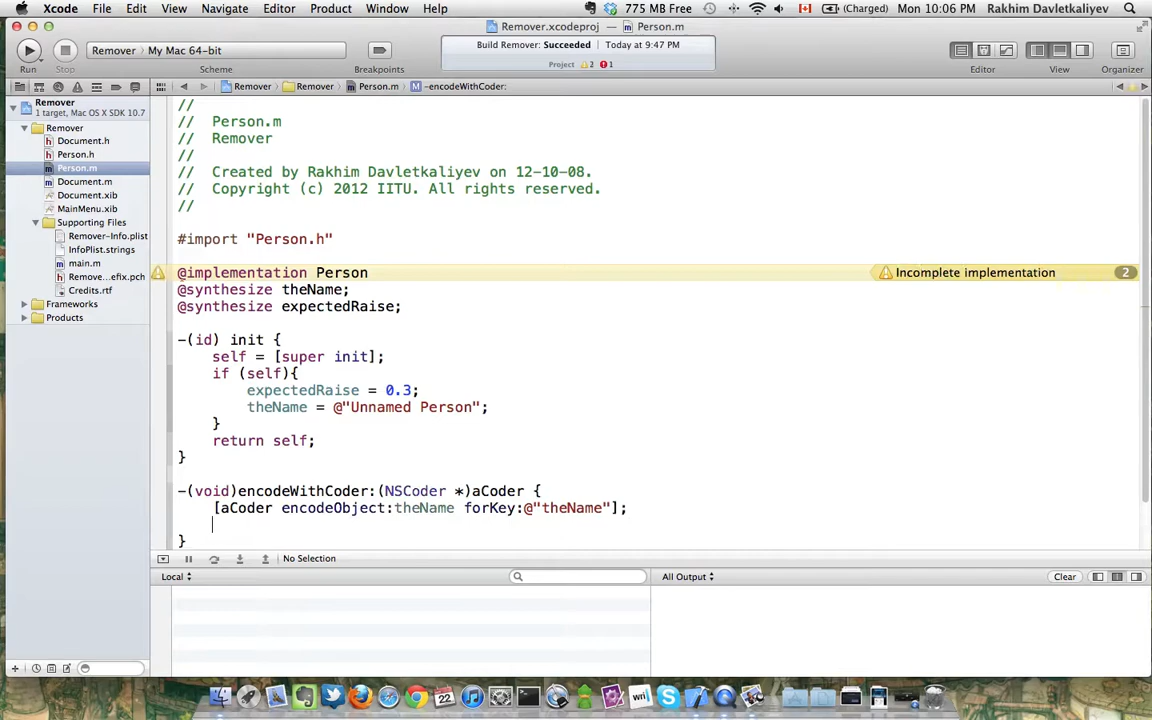 Xcode File Edit View Navigate Editor Product Window Help 775 MB Free (Charged) Mon 10:06 PM Rakhim Davletkaliyev
Remover.xcodeproj — Person.m
Remover My Mac 64-bit
Build Remover: Succeeded Today at 9:47 PM
Project 2 1
Run Stop Scheme Breakpoints Editor View Organizer
Remover Remover Person.m M -encodeWithCoder:
Remover
1 target, Mac OS X SDK 10.7
Remover
Document.h
Person.h
Person.m
Document.m
Document.xib
MainMenu.xib
Supporting Files
Remover-Info.plist
InfoPlist.strings
main.m
Remove...efix.pch
Credits.rtf
Frameworks
Products
//
// Person.m
// Remover
//
// Created by Rakhim Davletkaliyev on 12-10-08.
// Copyright (c) 2012 IITU. All rights reserved.
//
#import "Person.h"
@implementation Person
Incomplete implementation 2
@synthesize theName;
@synthesize expectedRaise;
-(id) init {
self = [super init];
if (self){
expectedRaise = 0.3;
theName = @"Unnamed Person";
}
return self;
}
-(void)encodeWithCoder:(NSCoder *)aCoder {
[aCoder encodeObject:theName forKey:@"theName"];
}
No Selection
Local All Output Clear
22 wri